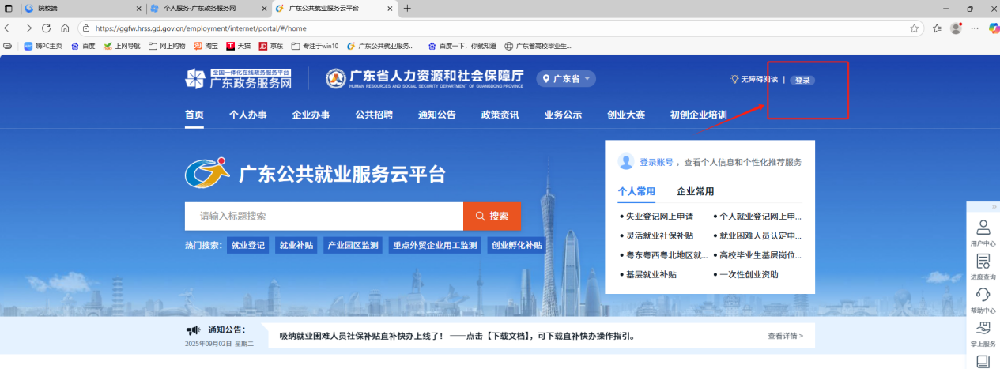 院校端
个人服务-广东政务服务网
广东公共就业服务云平台
https://ggfw.hrss.gd.gov.cn/employment/internet/portal/#/home
嗨PC主页 百度 上网导航 网上购物 淘宝 天猫 京东 专注于win10 广东公共就业服务... 百度一下，你就知道 广东省高校毕业生...
全国一体化在线政务服务平台
广东政务服务网
广东省人力资源和社会保障厅
HUMAN RESOURCES AND SOCIAL SECURITY DEPARTMENT OF GUANGDONG PROVINCE
广东省
无障碍阅读 | 登录
首页 个人办事 企业办事 公共招聘 通知公告 政策资讯 业务公示 创业大赛 初创企业培训
广东公共就业服务云平台
请输入标题搜索
搜索
热门搜索： 就业登记 就业补贴 产业园区监测 重点外贸企业用工监测 创业孵化补贴
登录账号 ，查看个人信息和个性化推荐服务
个人常用 企业常用
• 失业登记网上申请 • 个人就业登记网上申...
• 灵活就业社保补贴 • 就业困难人员认定申...
• 粤东粤西粤北地区就... • 高校毕业生基层岗位...
• 基层就业补贴 • 一次性创业资助
用户中心
进度查询
帮助中心
掌上服务
通知公告：
2025年09月02日 星期二
吸纳就业困难人员社保补贴直补快办上线了！ ——点击【下载文档】，可下载直补快办操作指引。
查看详情 >